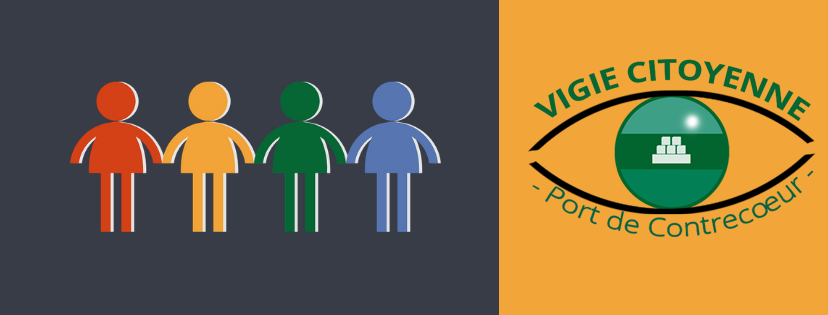 VIGIE CITOYENNE
- Port de Contrecœur -